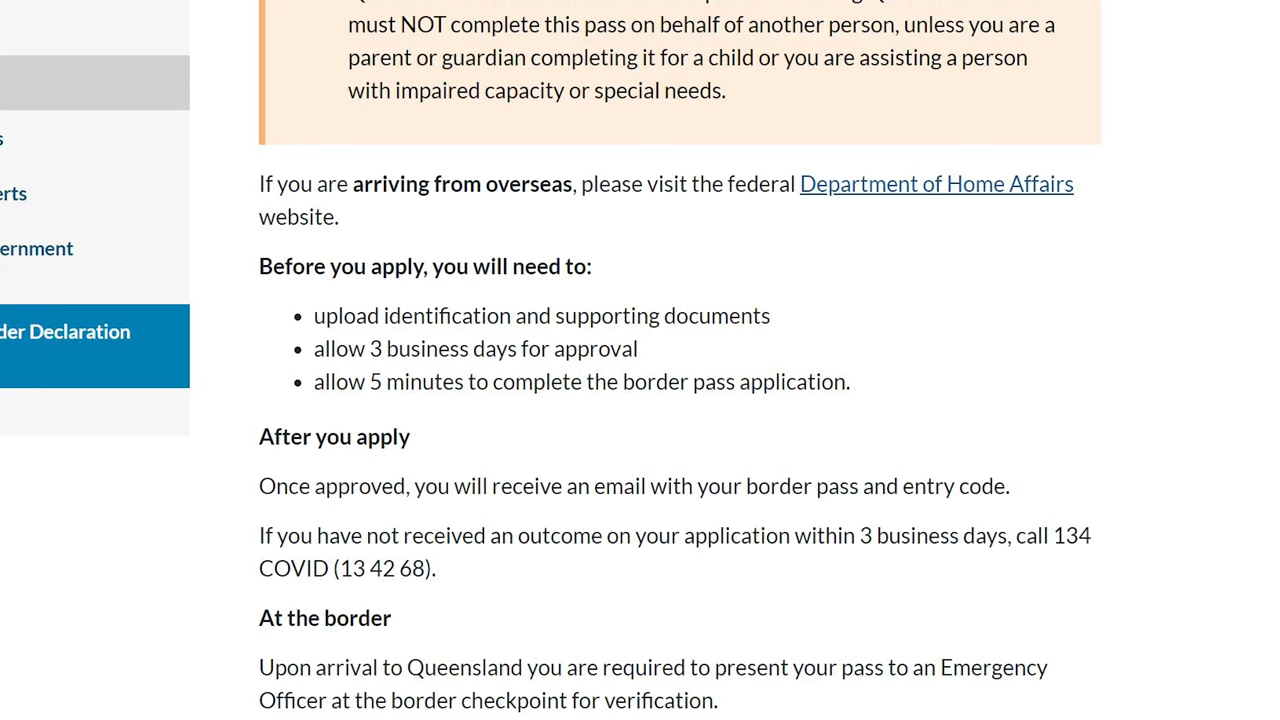 must NOT complete this pass on behalf of another person, unless you are a
parent or guardian completing it for a child or you are assisting a person
with impaired capacity or special needs.
If you are arriving from overseas, please visit the federal Department of Home Affairs
website.
Before you apply, you will need to:
• upload identification and supporting documents
• allow 3 business days for approval
• allow 5 minutes to complete the border pass application.
After you apply
Once approved, you will receive an email with your border pass and entry code.
If you have not received an outcome on your application within 3 business days, call 134
COVID (13 42 68).
At the border
Upon arrival to Queensland you are required to present your pass to an Emergency
Officer at the border checkpoint for verification.
s
erts
ernment
der Declaration